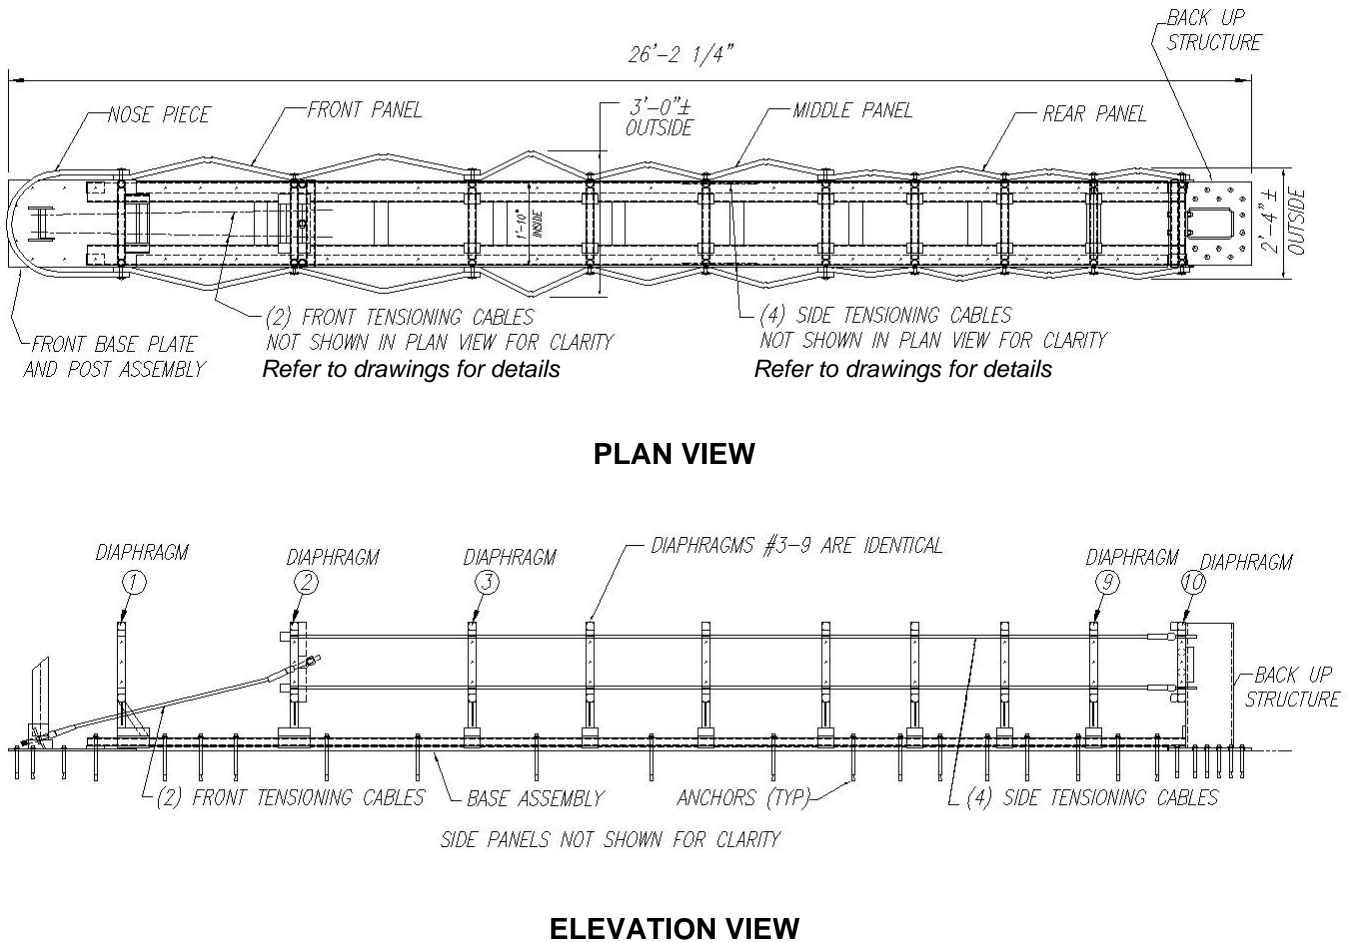 BACK UP
STRUCTURE
26'-2 1/4"
NOSE PIECE
FRONT PANEL
3'-0"±
OUTSIDE
MIDDLE PANEL
REAR PANEL
1'-10"
INSIDE
2'-4" ±
OUTSIDE
(2) FRONT TENSIONING CABLES
NOT SHOWN IN PLAN VIEW FOR CLARITY
Refer to drawings for details
(4) SIDE TENSIONING CABLES
NOT SHOWN IN PLAN VIEW FOR CLARITY
Refer to drawings for details
FRONT BASE PLATE
AND POST ASSEMBLY
PLAN VIEW
DIAPHRAGM
1
DIAPHRAGM
2
DIAPHRAGM
3
DIAPHRAGMS #3-9 ARE IDENTICAL
DIAPHRAGM
9
DIAPHRAGM
10
BACK UP
STRUCTURE
(2) FRONT TENSIONING CABLES
BASE ASSEMBLY
ANCHORS (TYP)
(4) SIDE TENSIONING CABLES
SIDE PANELS NOT SHOWN FOR CLARITY
ELEVATION VIEW